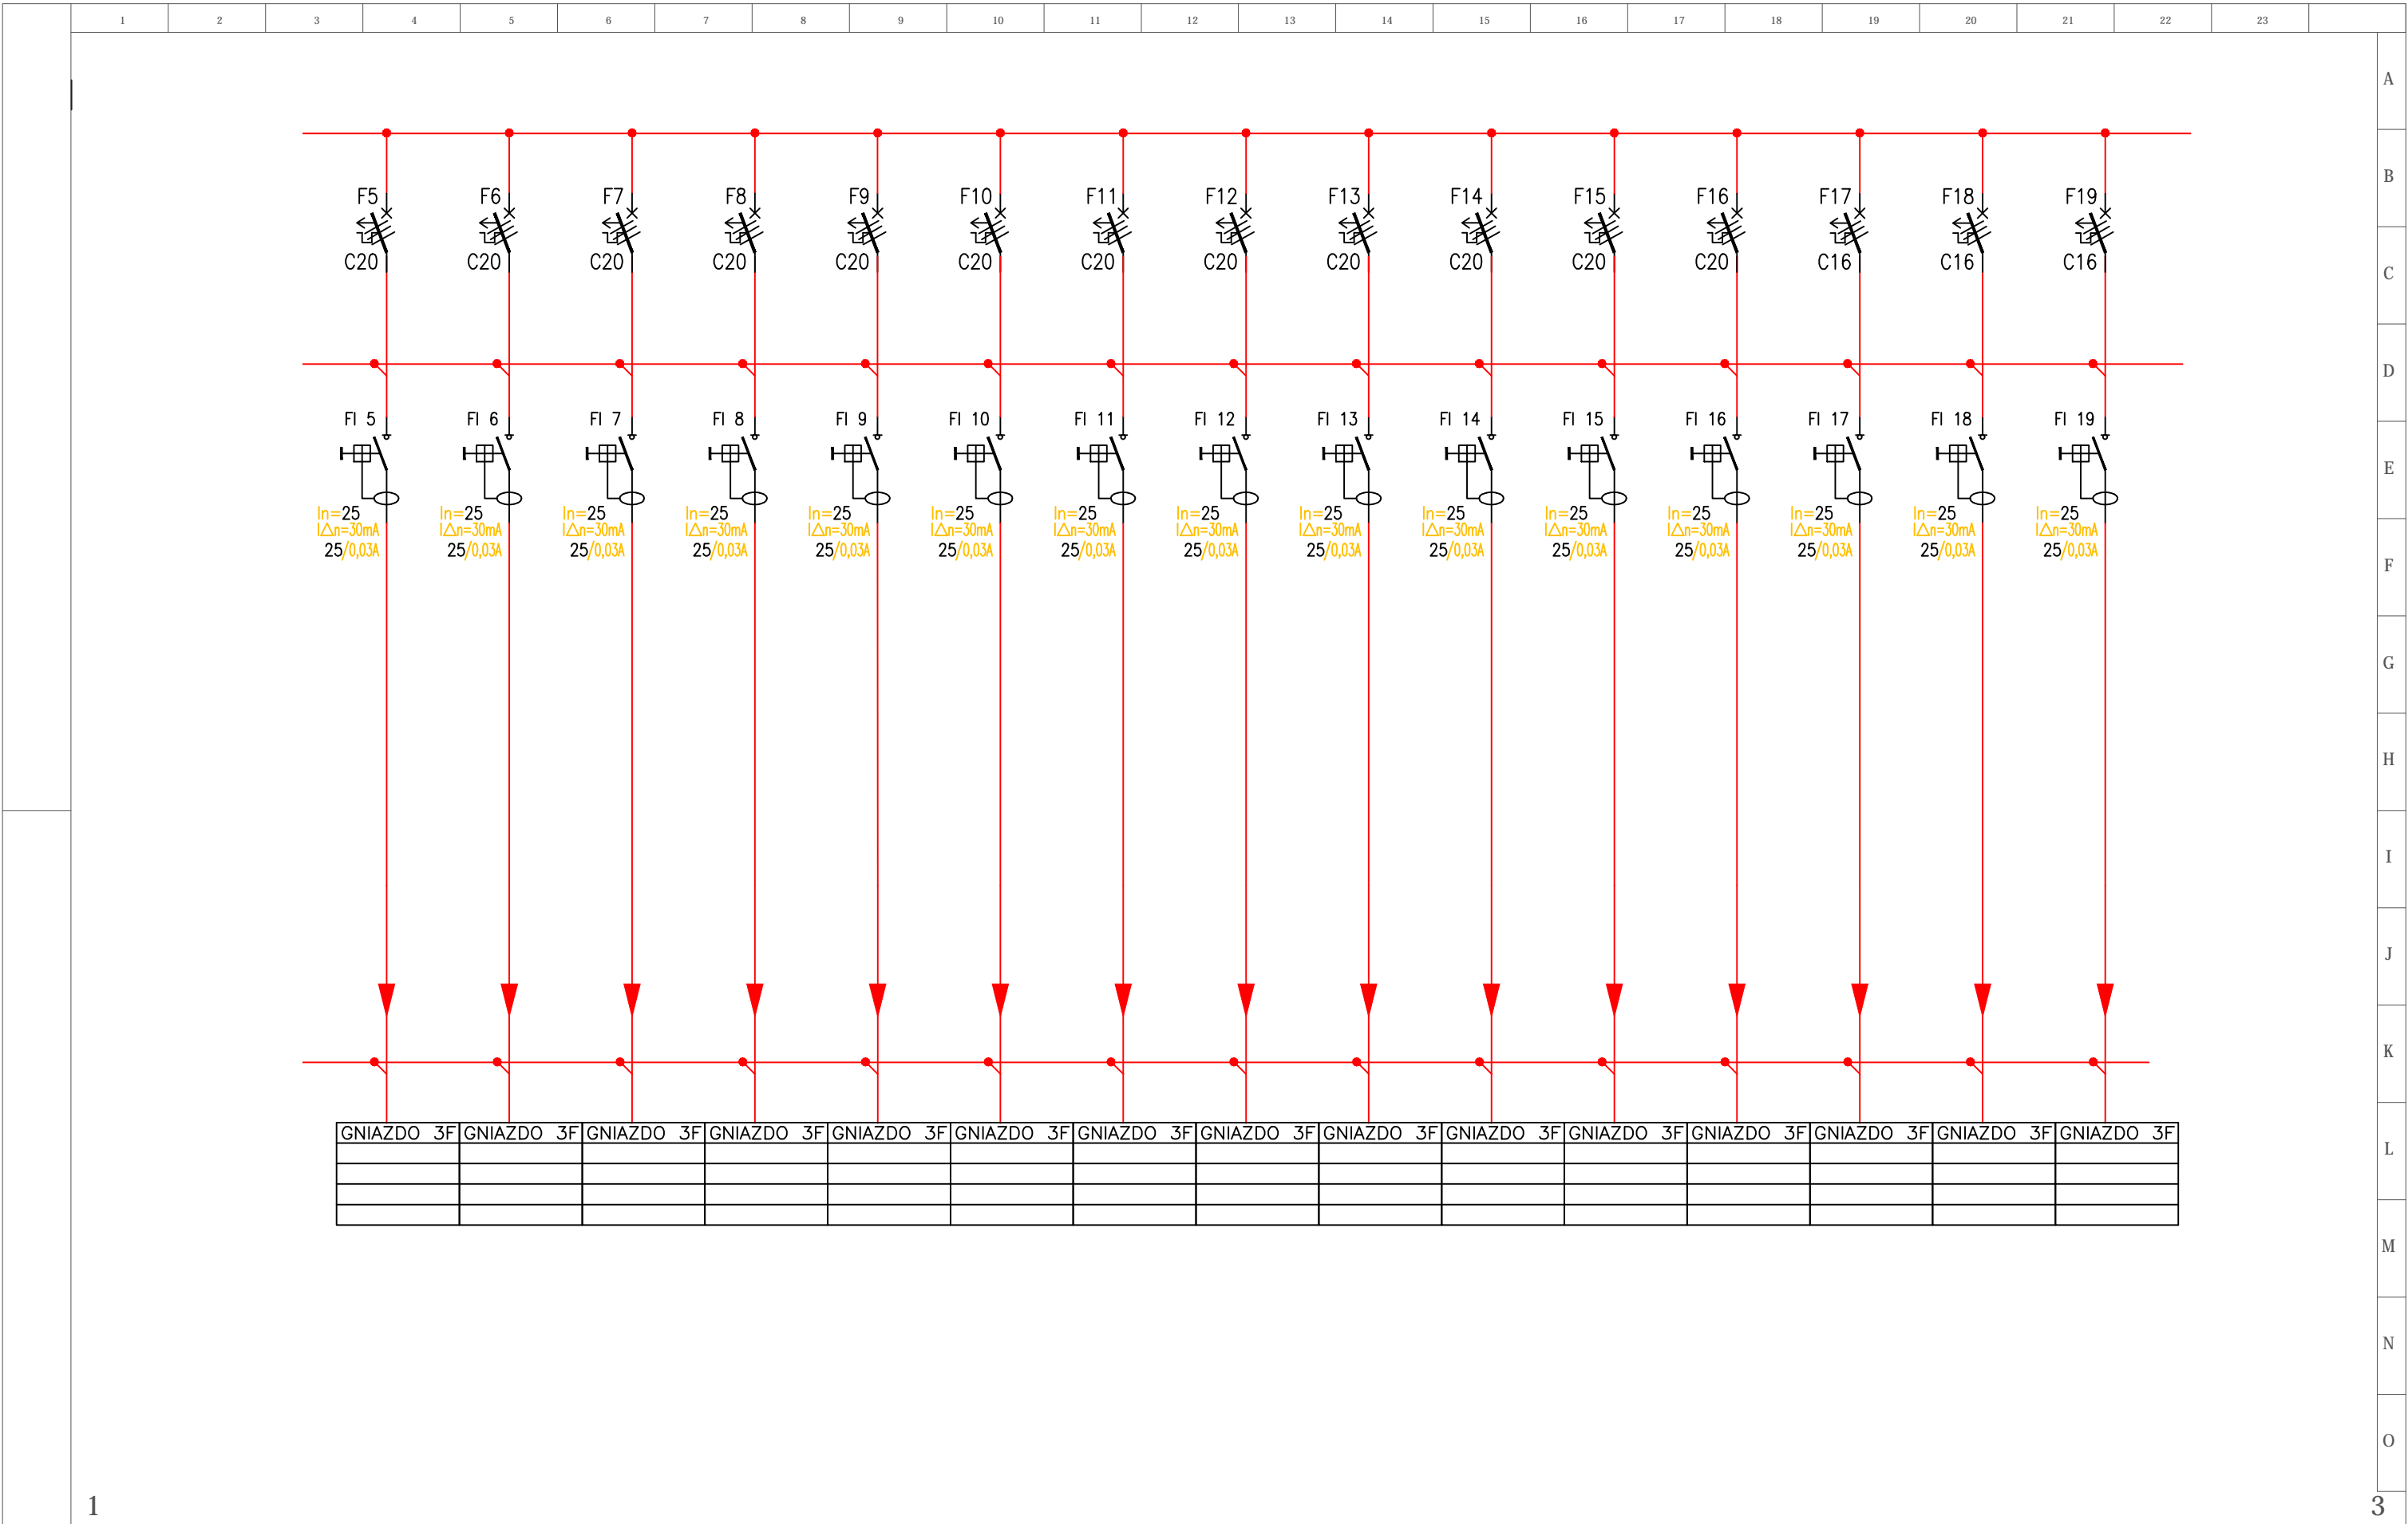 1 2 3 4 5 6 7 8 9 10 11 12 13 14 15 16 17 18 19 20 21 22 23
A
B
F5 F6 F7 F8 F9 F10 F11 F12 F13 F14 F15 F16 F17 F18 F19
C20 C20 C20 C20 C20 C20 C20 C20 C20 C20 C20 C20 C16 C16 C16
C
D
FI 5 FI 6 FI 7 FI 8 FI 9 FI 10 FI 11 FI 12 FI 13 FI 14 FI 15 FI 16 FI 17 FI 18 FI 19
E
In=25 In=25 In=25 In=25 In=25 In=25 In=25 In=25 In=25 In=25 In=25 In=25 In=25 In=25 In=25
I△n=30mA I△n=30mA I△n=30mA I△n=30mA I△n=30mA I△n=30mA I△n=30mA I△n=30mA I△n=30mA I△n=30mA I△n=30mA I△n=30mA I△n=30mA I△n=30mA I△n=30mA
25/0,03A 25/0,03A 25/0,03A 25/0,03A 25/0,03A 25/0,03A 25/0,03A 25/0,03A 25/0,03A 25/0,03A 25/0,03A 25/0,03A 25/0,03A 25/0,03A 25/0,03A
F
G
H
I
J
K
GNIAZDO 3F GNIAZDO 3F GNIAZDO 3F GNIAZDO 3F GNIAZDO 3F GNIAZDO 3F GNIAZDO 3F GNIAZDO 3F GNIAZDO 3F GNIAZDO 3F GNIAZDO 3F GNIAZDO 3F GNIAZDO 3F GNIAZDO 3F GNIAZDO 3F
L
M
N
O
1 3